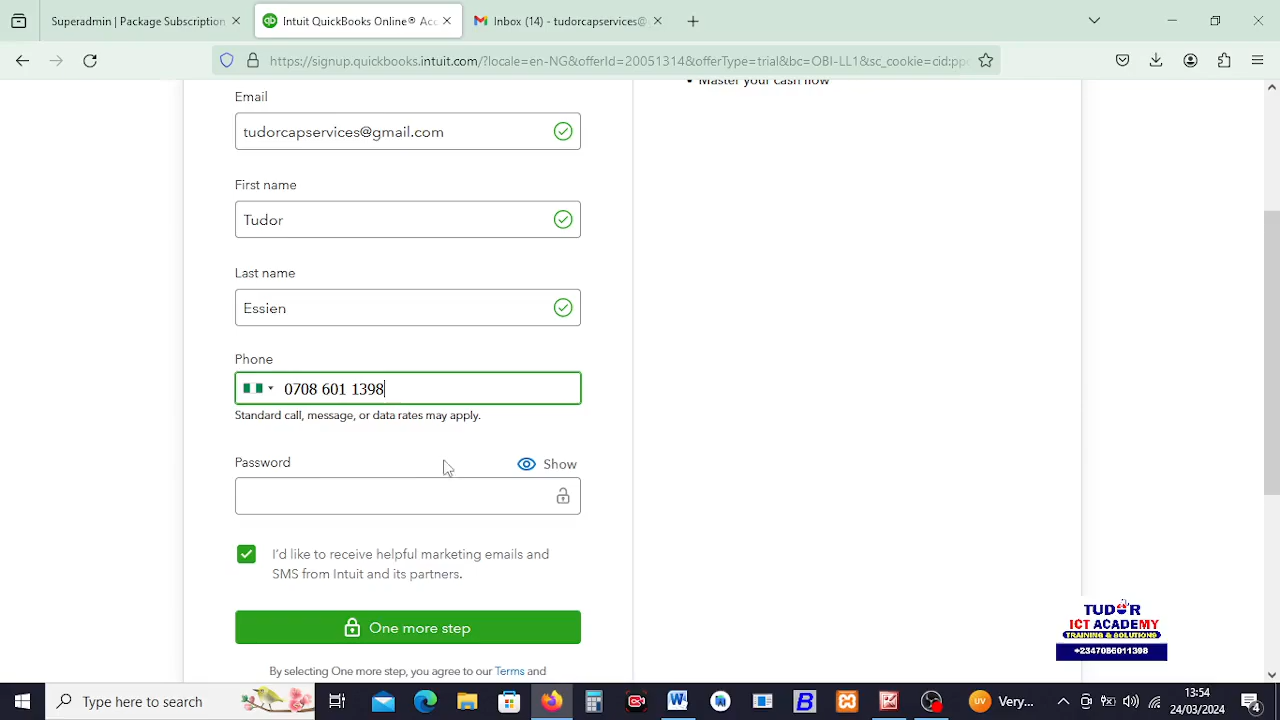 Superadmin | Package Subscription
Intuit QuickBooks Online® Acc
Inbox (14) - tudorcapservices@
https://signup.quickbooks.intuit.com/?locale=en-NG&offerId=20051314&offerType=trial&bc=OBI-LL1&sc_cookie=cid:ppc
• Master your cash now
Email
tudorcapservices@gmail.com
First name
Tudor
Last name
Essien
Phone
0708 601 1398
Standard call, message, or data rates may apply.
Password
Show
I'd like to receive helpful marketing emails and
SMS from Intuit and its partners.
One more step
By selecting One more step, you agree to our Terms and
TUDOR
ICT ACADEMY
TRAINING & SOLUTIONS
+2347086011398
Type here to search
UV
Very...
13:54
24/03/2024
4